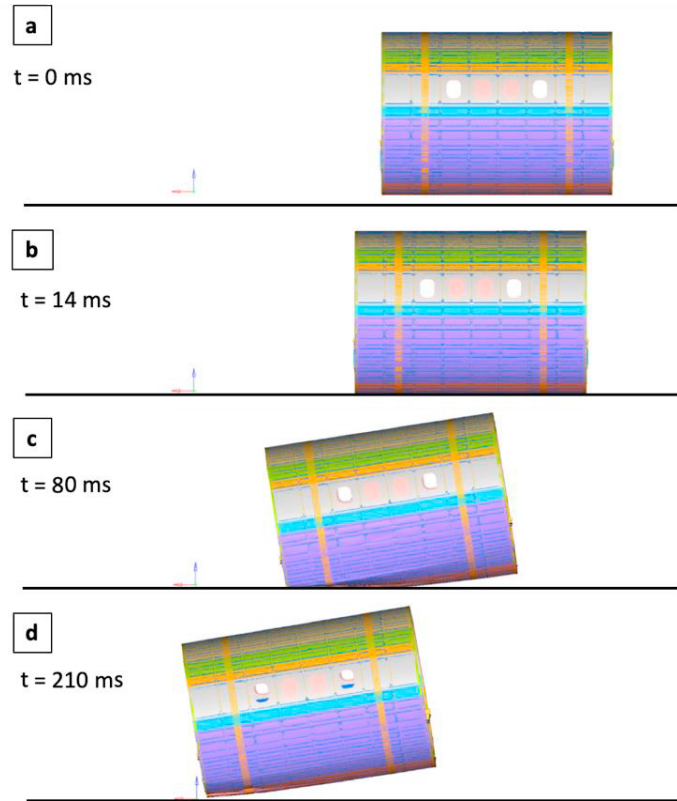 a
t = 0 ms
b
t = 14 ms
c
t = 80 ms
d
t = 210 ms